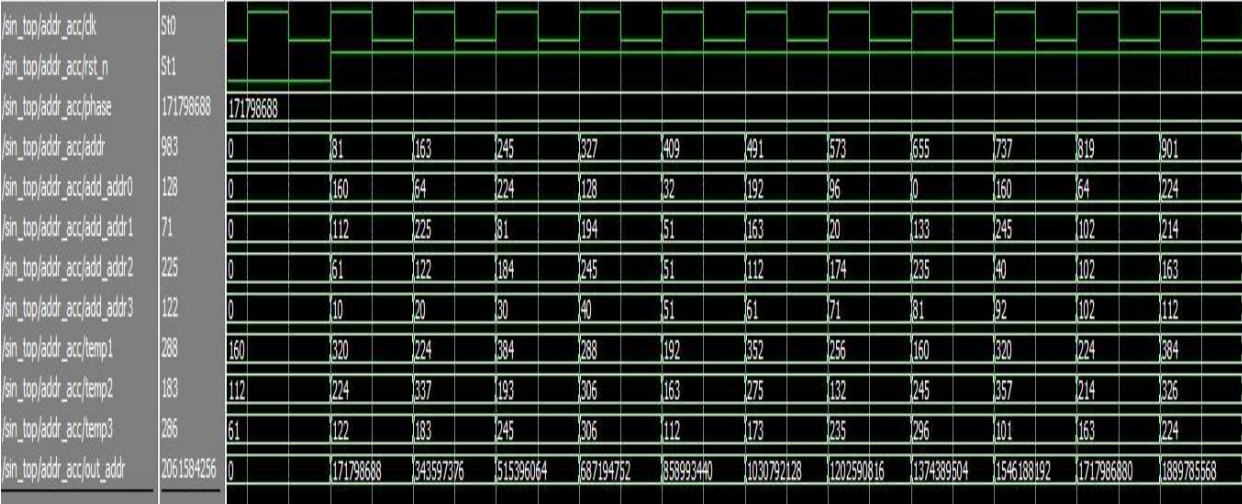 /sin_top/addr_acc/clk St0
/sin_top/addr_acc/rst_n St1
/sin_top/addr_acc/phase 171798688 171798688
/sin_top/addr_acc/addr 983 0 81 163 245 327 409 491 573 655 737 819 901
/sin_top/addr_acc/add_addr0 128 0 160 64 224 128 32 192 96 0 160 64 224
/sin_top/addr_acc/add_addr1 71 0 112 225 81 194 51 163 20 133 245 102 214
/sin_top/addr_acc/add_addr2 225 0 61 122 184 245 51 112 174 235 40 102 163
/sin_top/addr_acc/add_addr3 122 0 10 20 30 40 51 61 71 81 92 102 112
/sin_top/addr_acc/temp1 288 160 320 224 384 288 192 352 256 160 320 224 384
/sin_top/addr_acc/temp2 183 112 224 337 193 306 163 275 132 245 357 214 326
/sin_top/addr_acc/temp3 286 61 122 183 245 306 112 173 235 296 101 163 224
/sin_top/addr_acc/out_addr 2061584256 0 171798688 343597376 515396064 687194752 858993440 1030792128 1202590816 1374389504 1546188192 1717986880 1889785568